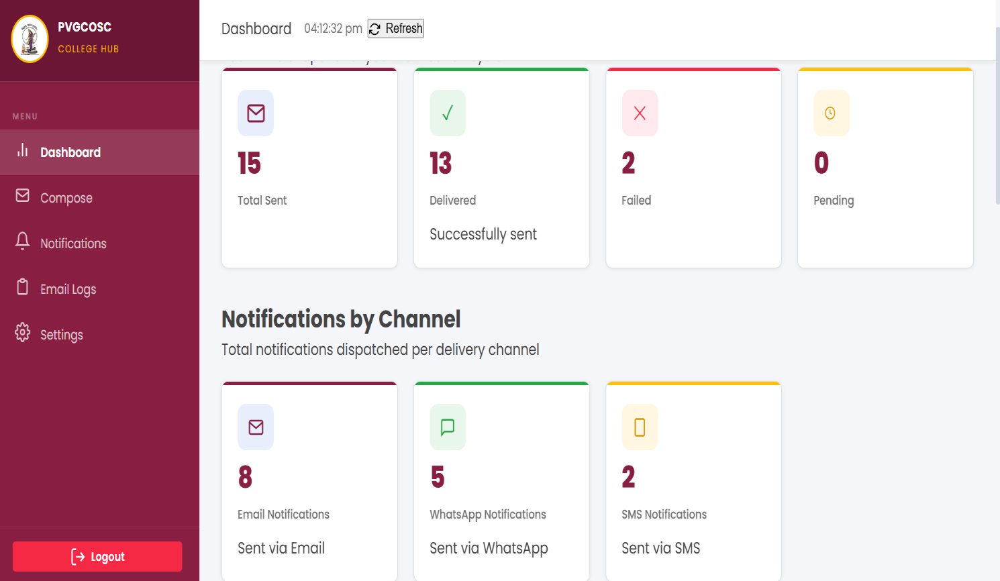 PVGCOSC
COLLEGE HUB
MENU
Dashboard
Compose
Notifications
Email Logs
Settings
Logout
Dashboard 04:12:32 pm Refresh
15
Total Sent
13
Delivered
Successfully sent
2
Failed
0
Pending
Notifications by Channel
Total notifications dispatched per delivery channel
8
Email Notifications
Sent via Email
5
WhatsApp Notifications
Sent via WhatsApp
2
SMS Notifications
Sent via SMS